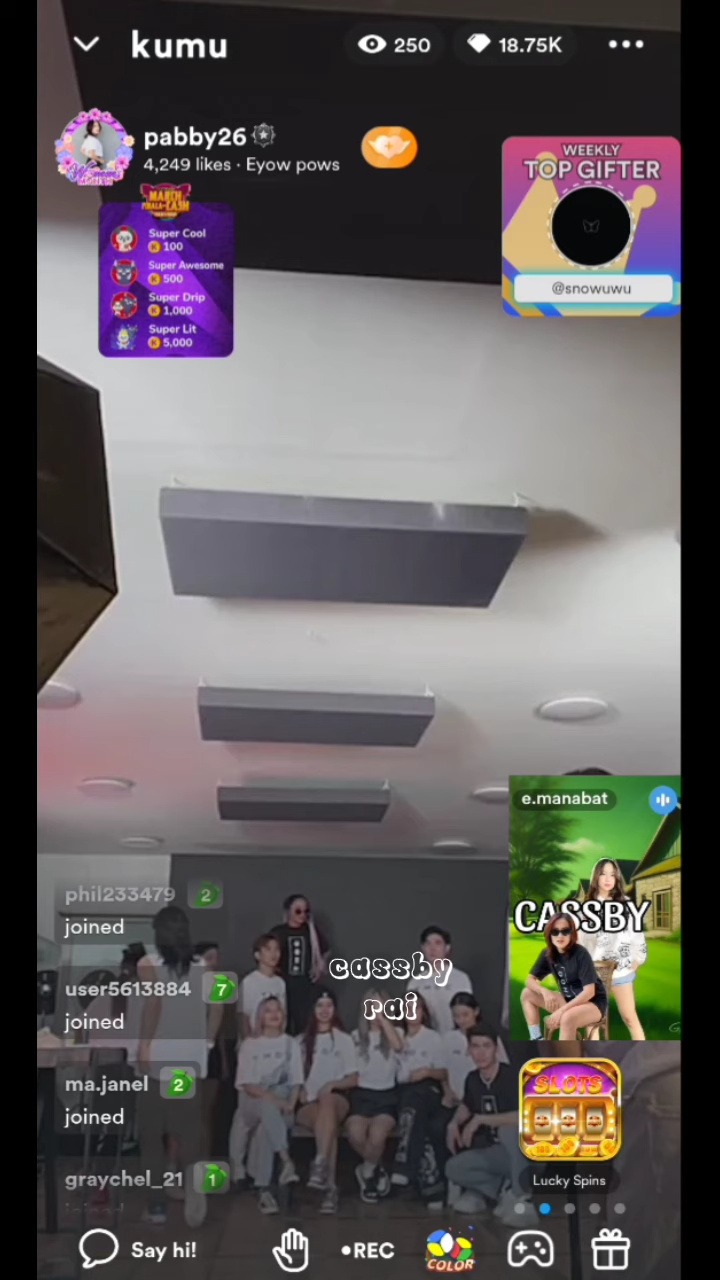 kumu
250
18.75K
pabby26
4,249 likes · Eyow pows
WEEKLY
TOP GIFTER
@snowuwu
MARCH
Super Cool
K 100
Super Awesome
K 500
Super Drip
K 1,000
Super Lit
K 5,000
e.manabat
CASSBY
phil233479 2
joined
user5613884 7
joined
cassby
rai
ma.janel 2
joined
graychel_21 1
joined
SLOTS
Lucky Spins
Say hi!
•REC
COLOR